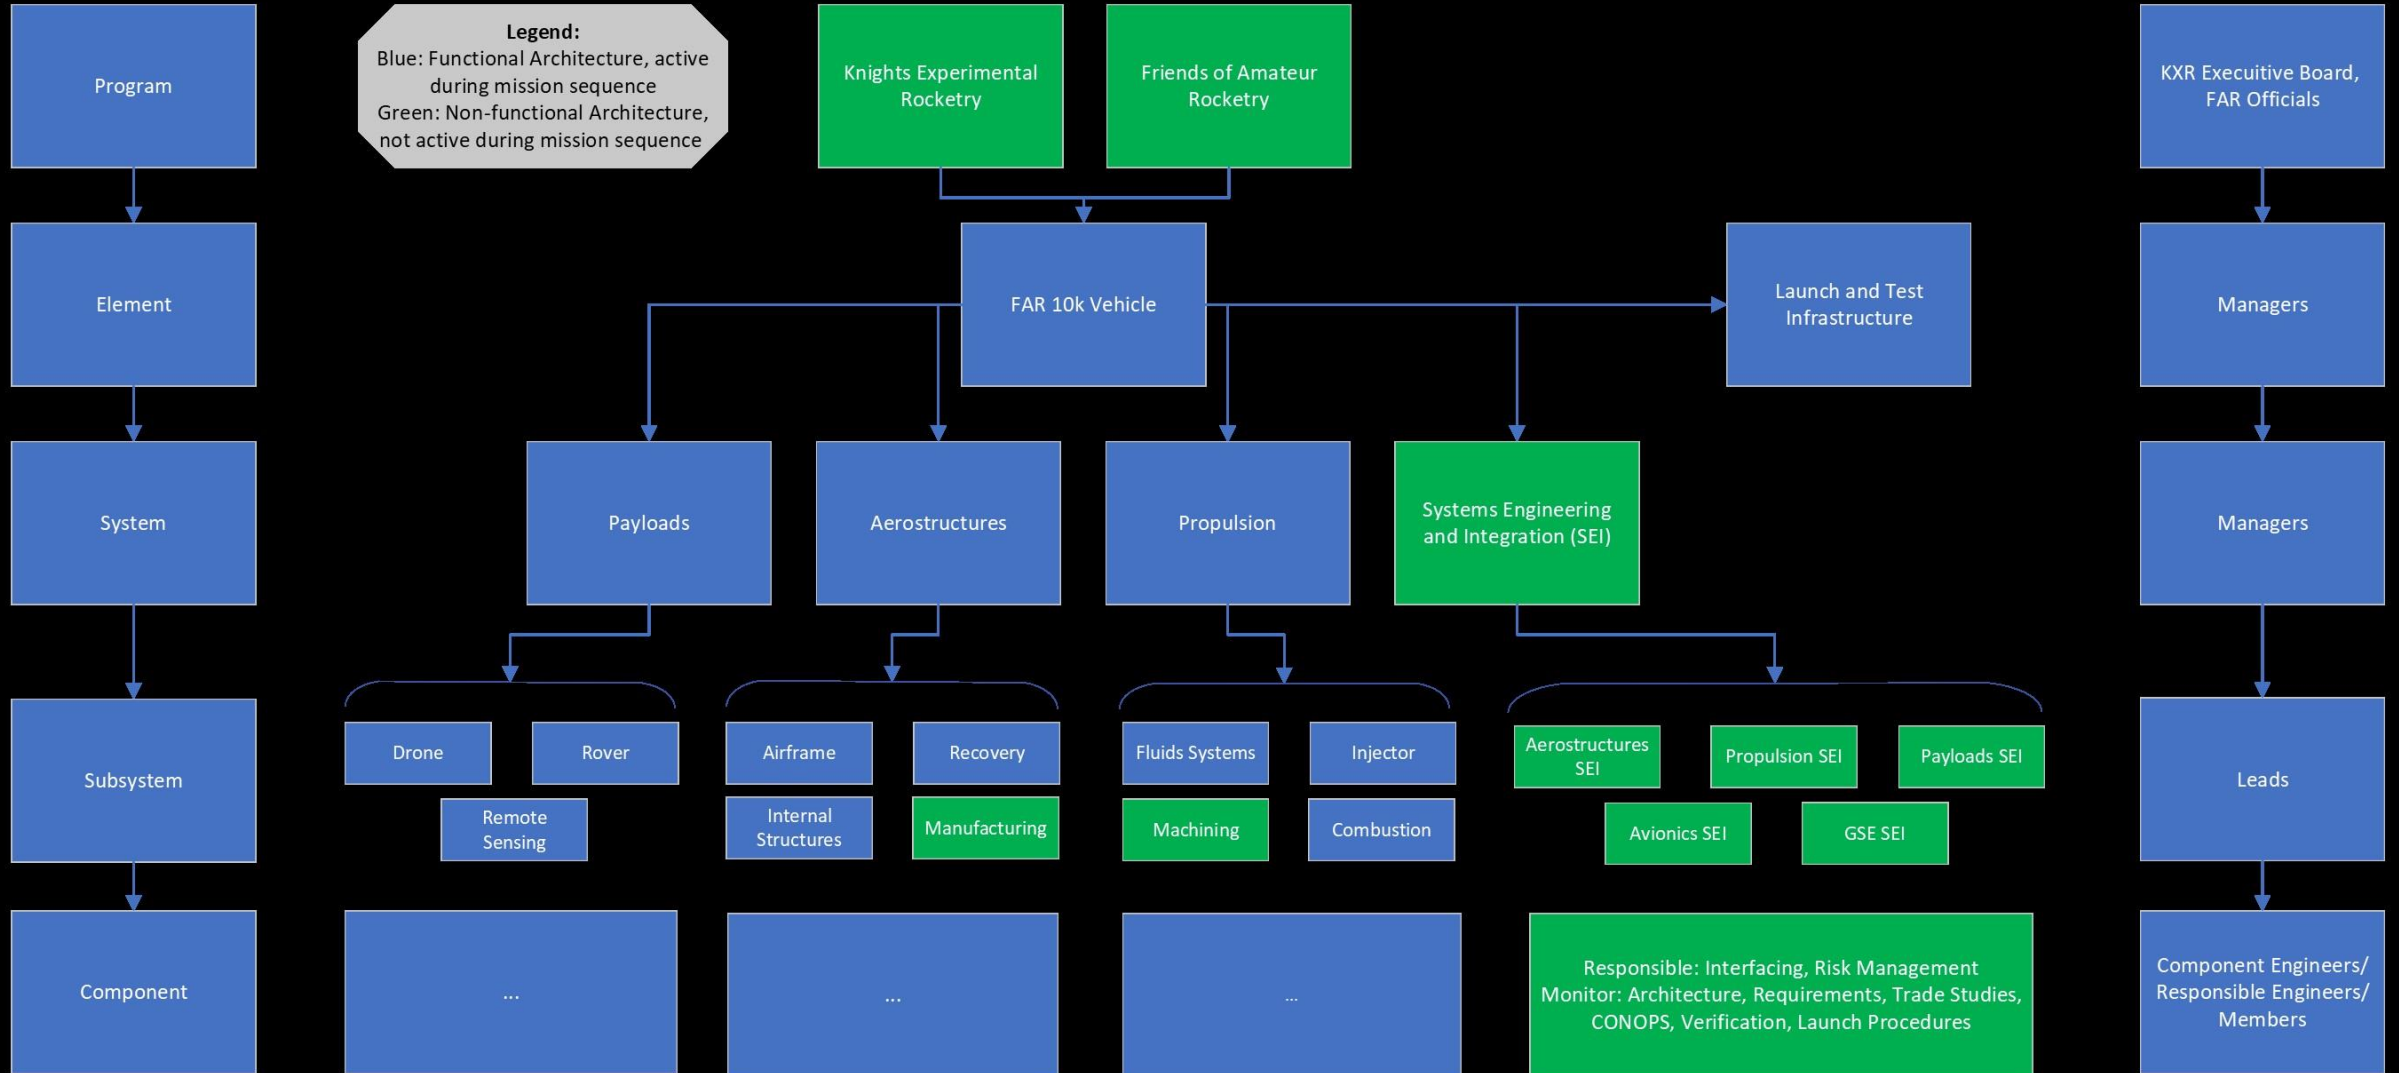 Program
Legend:
Blue: Functional Architecture, active
during mission sequence
Green: Non-functional Architecture,
not active during mission sequence
Knights Experimental
Rocketry
Friends of Amateur
Rocketry
KXR Execuitive Board,
FAR Officials
Element
FAR 10k Vehicle
Launch and Test
Infrastructure
Managers
System
Payloads
Aerostructures
Propulsion
Systems Engineering
and Integration (SEI)
Managers
Subsystem
Drone
Rover
Remote
Sensing
Airframe
Recovery
Internal
Structures
Manufacturing
Fluids Systems
Injector
Machining
Combustion
Aerostructures
SEI
Propulsion SEI
Payloads SEI
Avionics SEI
GSE SEI
Leads
Component
...
...
...
Responsible: Interfacing, Risk Management
Monitor: Architecture, Requirements, Trade Studies,
CONOPS, Verification, Launch Procedures
Component Engineers/
Responsible Engineers/
Members